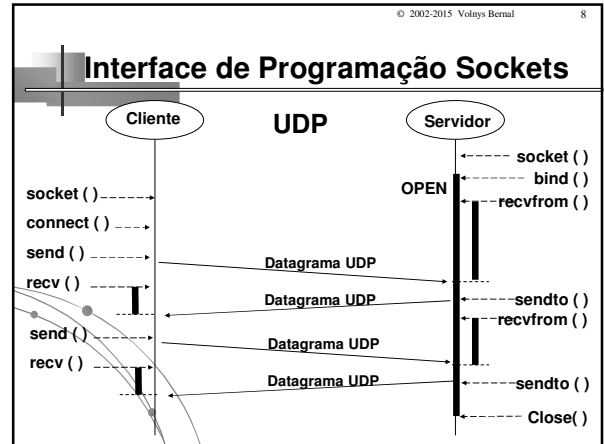 © 2002-2015 Volnys Bernal 8
Interface de Programação Sockets
Cliente
UDP
Servidor
socket ( )
bind ( )
OPEN
recvfrom ( )
socket ( )
connect ( )
send ( )
Datagrama UDP
recv ( )
Datagrama UDP
sendto ( )
recvfrom ( )
send ( )
Datagrama UDP
recv ( )
Datagrama UDP
sendto ( )
Close( )